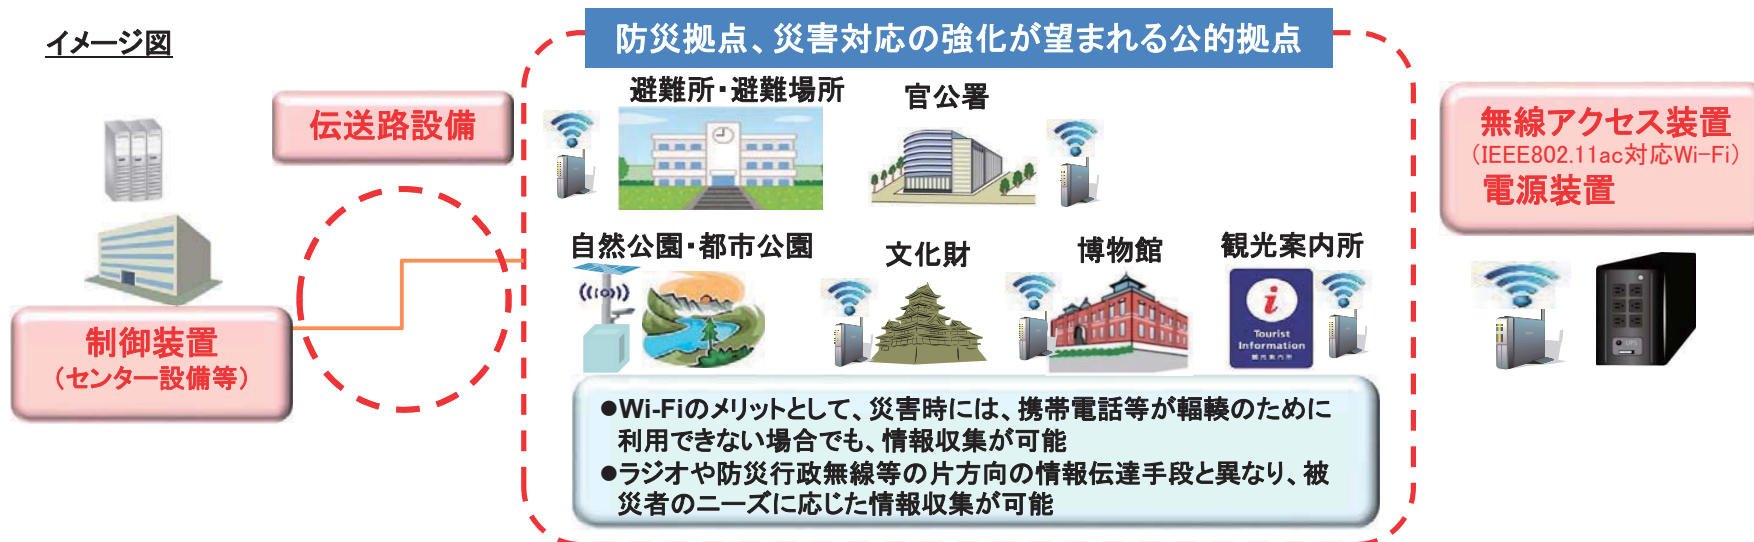 イメージ図
防災拠点、災害対応の強化が望まれる公的拠点
伝送路設備
避難所・避難場所
官公署
無線アクセス装置
(IEEE802.11ac対応Wi-Fi)
電源装置
自然公園・都市公園
文化財
博物館
観光案内所
i
Tourist
Information
観光案内所
UPS
制御装置
(センター設備等)
●Wi-Fiのメリットとして、災害時には、携帯電話等が輻輳のために
利用できない場合でも、情報収集が可能
●ラジオや防災行政無線等の片方向の情報伝達手段と異なり、被
災者のニーズに応じた情報収集が可能